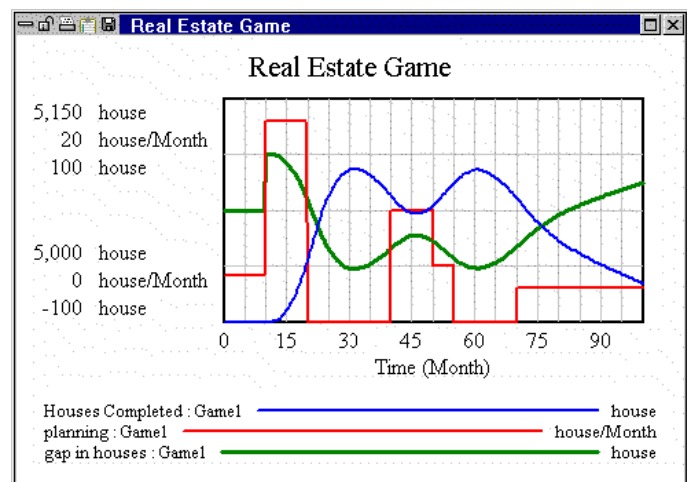 Real Estate Game
Real Estate Game
5,150 house
20 house/Month
100 house
5,000 house
0 house/Month
-100 house
0 15 30 45 60 75 90
Time (Month)
Houses Completed : Game1 house
planning : Game1 house/Month
gap in houses : Game1 house